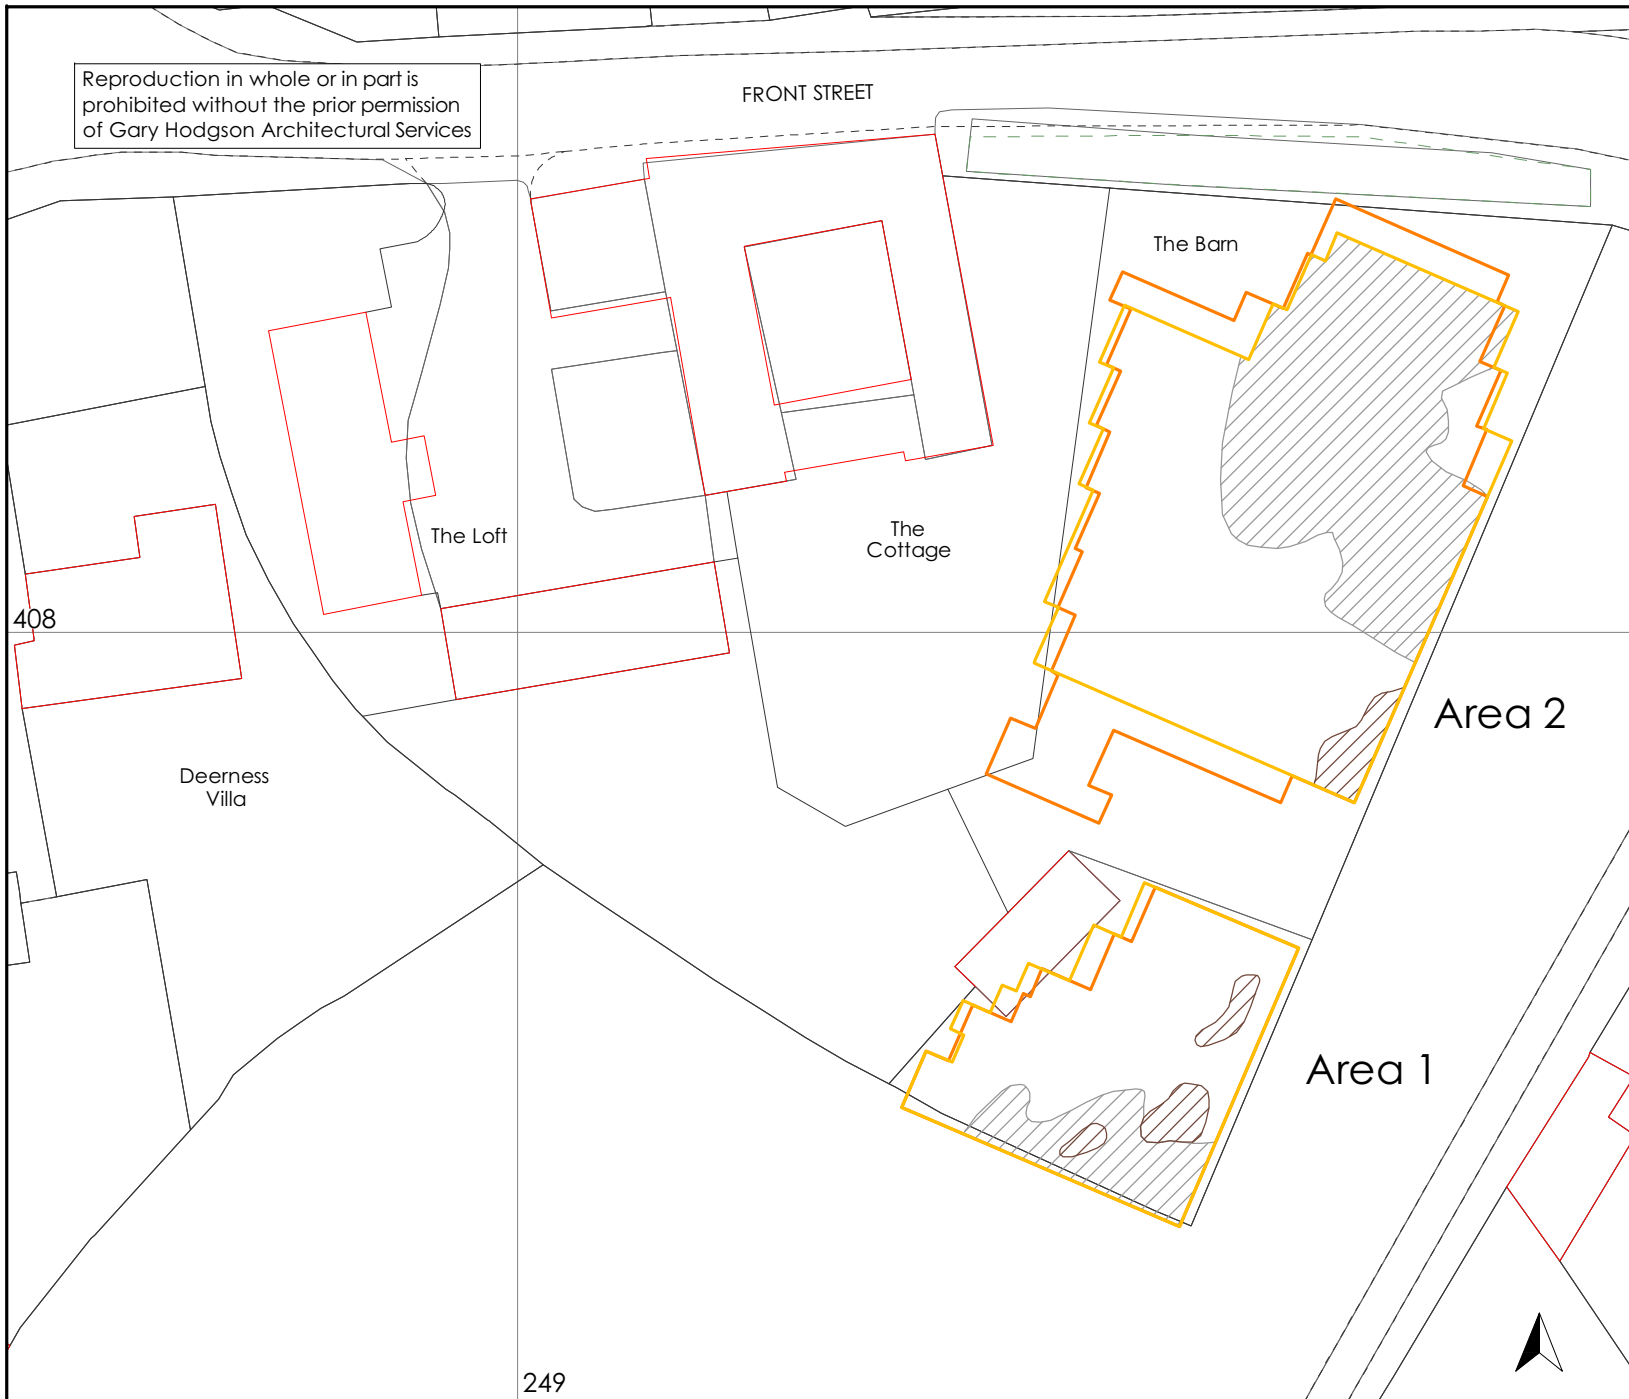 Reproduction in whole or in part is
prohibited without the prior permission
of Gary Hodgson Architectural Services
FRONT STREET
The Barn
The Loft
The
Cottage
408
Area 2
Deerness
Villa
Area 1
249